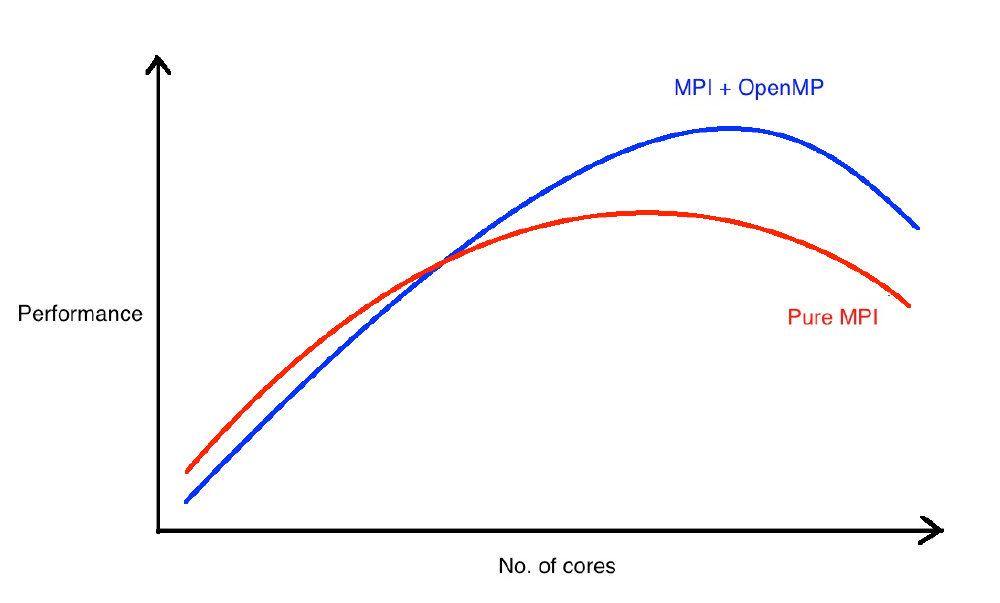 MPI + OpenMP
Performance
Pure MPI
No. of cores